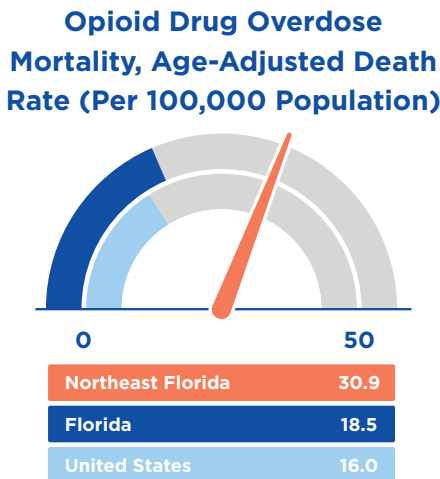 Opioid Drug Overdose
Mortality, Age-Adjusted Death
Rate (Per 100,000 Population)
0 50
Northeast Florida 30.9
Florida 18.5
United States 16.0